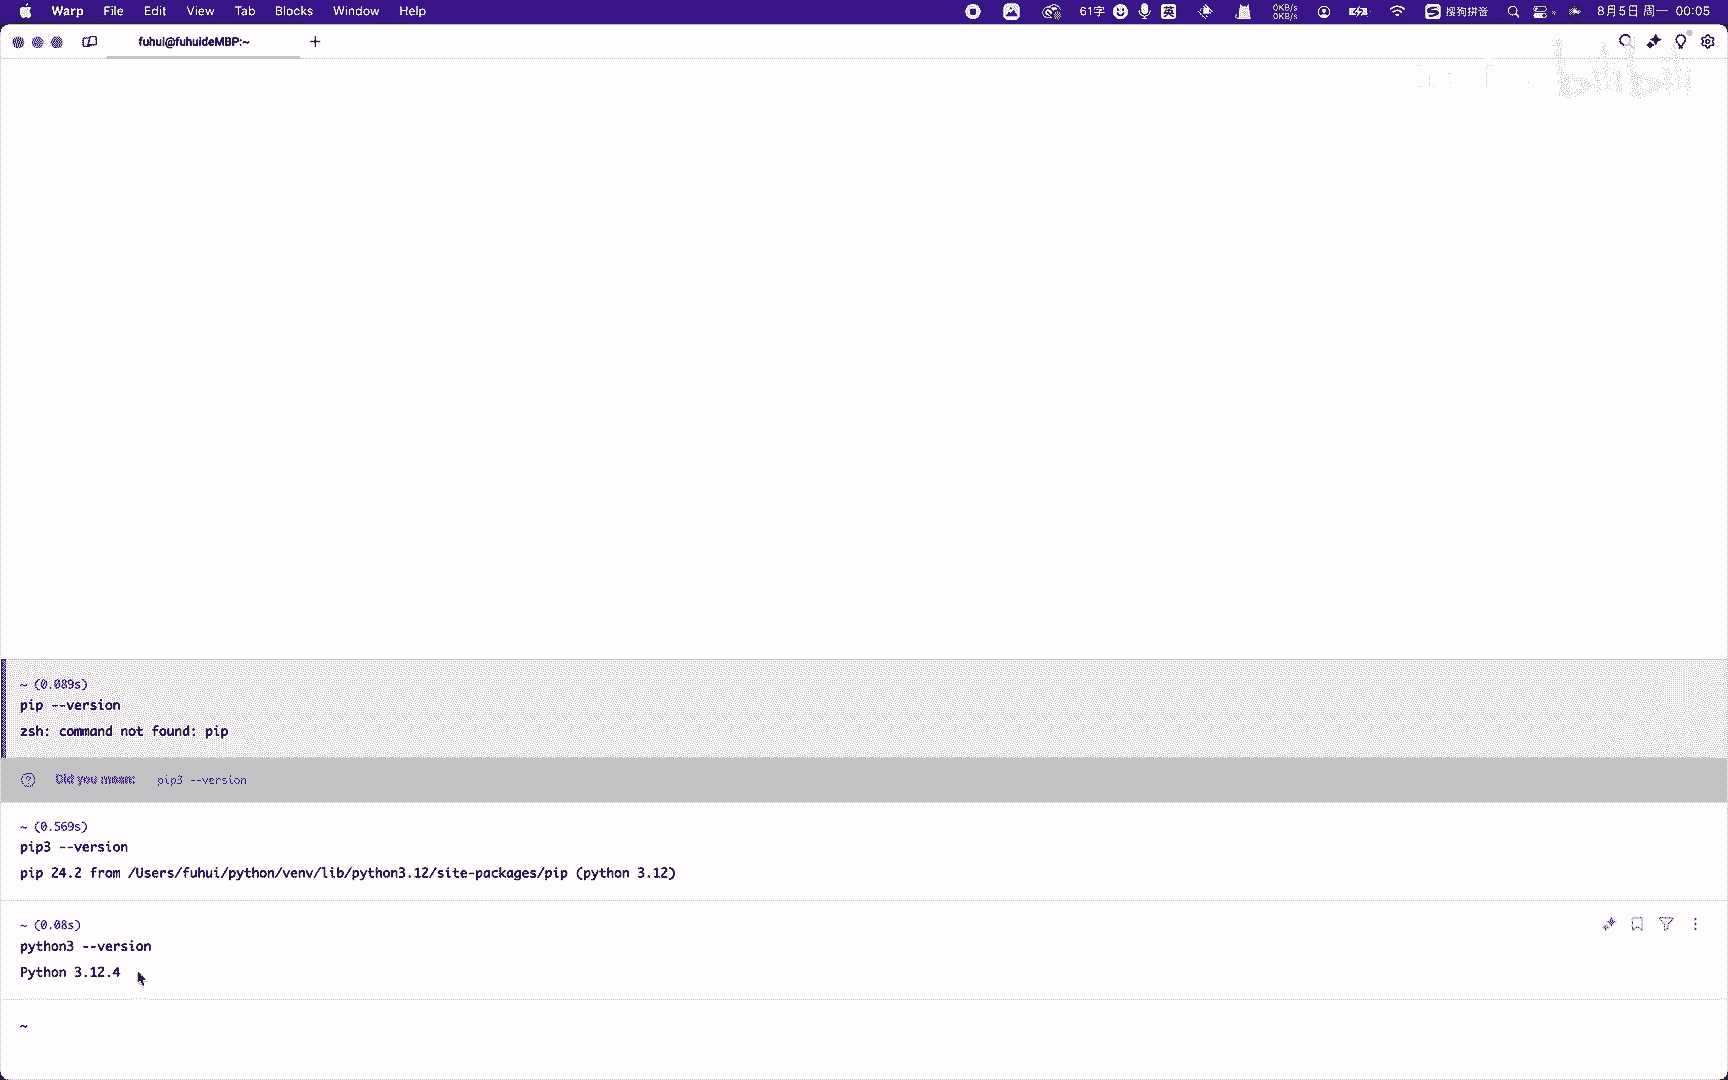 Warp File Edit View Tab Blocks Window Help 61字 英 0KB/s 0KB/s S 搜狗拼音 8月5日 周一 00:05
fuhui@fuhuideMBP:~ +
bilibili
~ (0.089s)
pip --version
zsh: command not found: pip
Did you mean: pip3 --version
~ (0.569s)
pip3 --version
pip 24.2 from /Users/fuhui/python/venv/lib/python3.12/site-packages/pip (python 3.12)
~ (0.08s)
python3 --version
Python 3.12.4
~